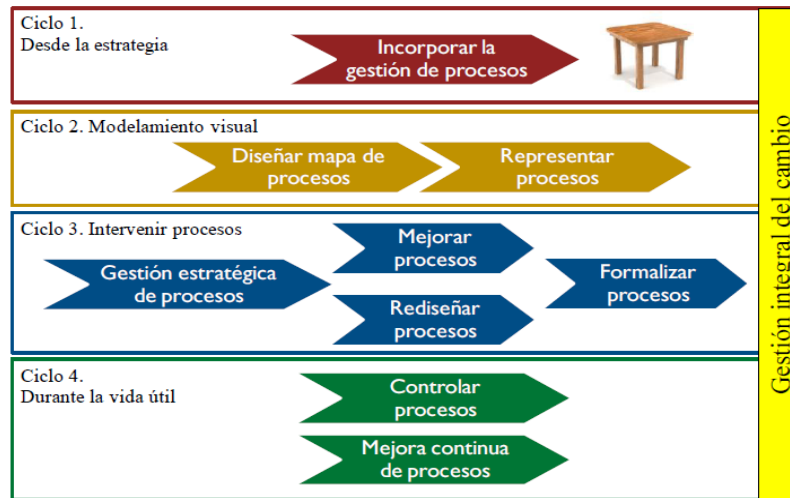 Ciclo 1.
Desde la estrategia
Incorporar la
gestión de procesos
Ciclo 2. Modelamiento visual
Diseñar mapa de
procesos
Representar
procesos
Ciclo 3. Intervenir procesos
Gestión estratégica
de procesos
Mejorar
procesos
Rediseñar
procesos
Formalizar
procesos
Ciclo 4.
Durante la vida útil
Controlar
procesos
Mejora continua
de procesos
Gestión integral del cambio